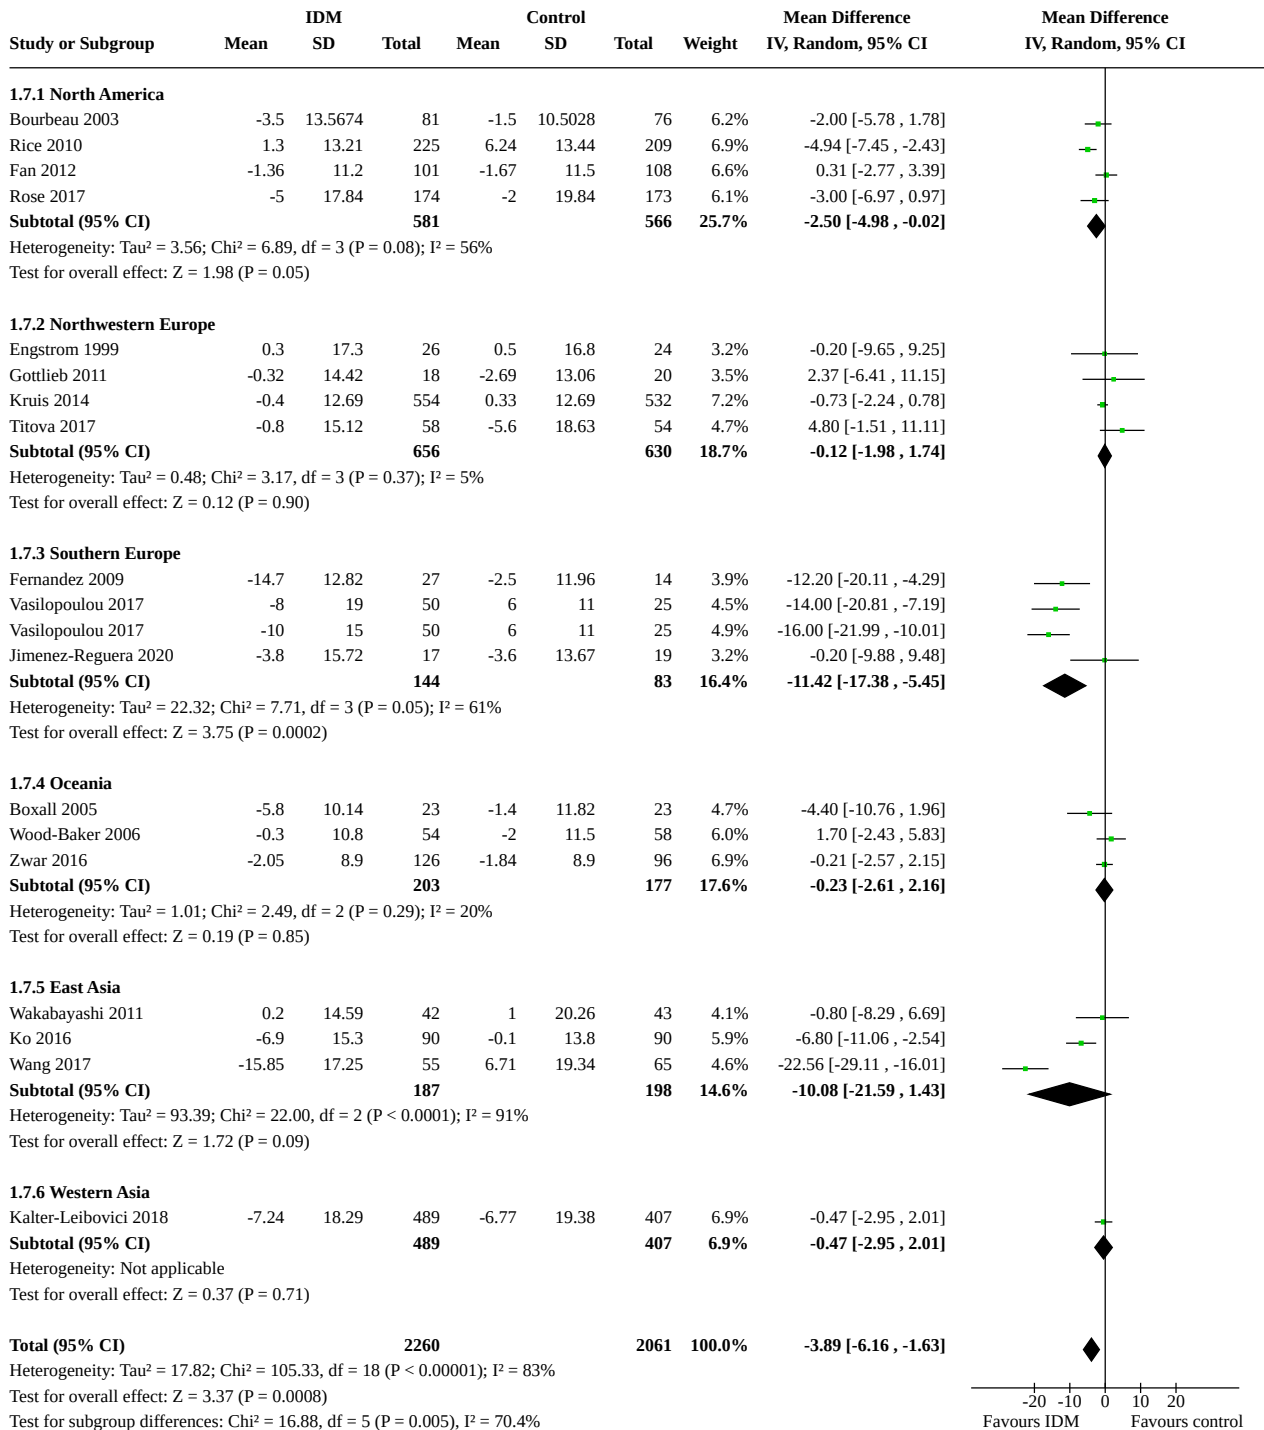 IDM Control Mean Difference Mean Difference
Study or Subgroup Mean SD Total Mean SD Total Weight IV, Random, 95% CI IV, Random, 95% CI
1.7.1 North America
Bourbeau 2003 -3.5 13.5674 81 -1.5 10.5028 76 6.2% -2.00 [-5.78 , 1.78]
Rice 2010 1.3 13.21 225 6.24 13.44 209 6.9% -4.94 [-7.45 , -2.43]
Fan 2012 -1.36 11.2 101 -1.67 11.5 108 6.6% 0.31 [-2.77 , 3.39]
Rose 2017 -5 17.84 174 -2 19.84 173 6.1% -3.00 [-6.97 , 0.97]
Subtotal (95% CI) 581 566 25.7% -2.50 [-4.98 , -0.02]
Heterogeneity: Tau² = 3.56; Chi² = 6.89, df = 3 (P = 0.08); I² = 56%
Test for overall effect: Z = 1.98 (P = 0.05)
1.7.2 Northwestern Europe
Engstrom 1999 0.3 17.3 26 0.5 16.8 24 3.2% -0.20 [-9.65 , 9.25]
Gottlieb 2011 -0.32 14.42 18 -2.69 13.06 20 3.5% 2.37 [-6.41 , 11.15]
Kruis 2014 -0.4 12.69 554 0.33 12.69 532 7.2% -0.73 [-2.24 , 0.78]
Titova 2017 -0.8 15.12 58 -5.6 18.63 54 4.7% 4.80 [-1.51 , 11.11]
Subtotal (95% CI) 656 630 18.7% -0.12 [-1.98 , 1.74]
Heterogeneity: Tau² = 0.48; Chi² = 3.17, df = 3 (P = 0.37); I² = 5%
Test for overall effect: Z = 0.12 (P = 0.90)
1.7.3 Southern Europe
Fernandez 2009 -14.7 12.82 27 -2.5 11.96 14 3.9% -12.20 [-20.11 , -4.29]
Vasilopoulou 2017 -8 19 50 6 11 25 4.5% -14.00 [-20.81 , -7.19]
Vasilopoulou 2017 -10 15 50 6 11 25 4.9% -16.00 [-21.99 , -10.01]
Jimenez-Reguera 2020 -3.8 15.72 17 -3.6 13.67 19 3.2% -0.20 [-9.88 , 9.48]
Subtotal (95% CI) 144 83 16.4% -11.42 [-17.38 , -5.45]
Heterogeneity: Tau² = 22.32; Chi² = 7.71, df = 3 (P = 0.05); I² = 61%
Test for overall effect: Z = 3.75 (P = 0.0002)
1.7.4 Oceania
Boxall 2005 -5.8 10.14 23 -1.4 11.82 23 4.7% -4.40 [-10.76 , 1.96]
Wood-Baker 2006 -0.3 10.8 54 -2 11.5 58 6.0% 1.70 [-2.43 , 5.83]
Zwar 2016 -2.05 8.9 126 -1.84 8.9 96 6.9% -0.21 [-2.57 , 2.15]
Subtotal (95% CI) 203 177 17.6% -0.23 [-2.61 , 2.16]
Heterogeneity: Tau² = 1.01; Chi² = 2.49, df = 2 (P = 0.29); I² = 20%
Test for overall effect: Z = 0.19 (P = 0.85)
1.7.5 East Asia
Wakabayashi 2011 0.2 14.59 42 1 20.26 43 4.1% -0.80 [-8.29 , 6.69]
Ko 2016 -6.9 15.3 90 -0.1 13.8 90 5.9% -6.80 [-11.06 , -2.54]
Wang 2017 -15.85 17.25 55 6.71 19.34 65 4.6% -22.56 [-29.11 , -16.01]
Subtotal (95% CI) 187 198 14.6% -10.08 [-21.59 , 1.43]
Heterogeneity: Tau² = 93.39; Chi² = 22.00, df = 2 (P < 0.0001); I² = 91%
Test for overall effect: Z = 1.72 (P = 0.09)
1.7.6 Western Asia
Kalter-Leibovici 2018 -7.24 18.29 489 -6.77 19.38 407 6.9% -0.47 [-2.95 , 2.01]
Subtotal (95% CI) 489 407 6.9% -0.47 [-2.95 , 2.01]
Heterogeneity: Not applicable
Test for overall effect: Z = 0.37 (P = 0.71)
Total (95% CI) 2260 2061 100.0% -3.89 [-6.16 , -1.63]
Heterogeneity: Tau² = 17.82; Chi² = 105.33, df = 18 (P < 0.00001); I² = 83%
Test for overall effect: Z = 3.37 (P = 0.0008)
-20 -10 0 10 20
Test for subgroup differences: Chi² = 16.88, df = 5 (P = 0.005), I² = 70.4% Favours IDM Favours control